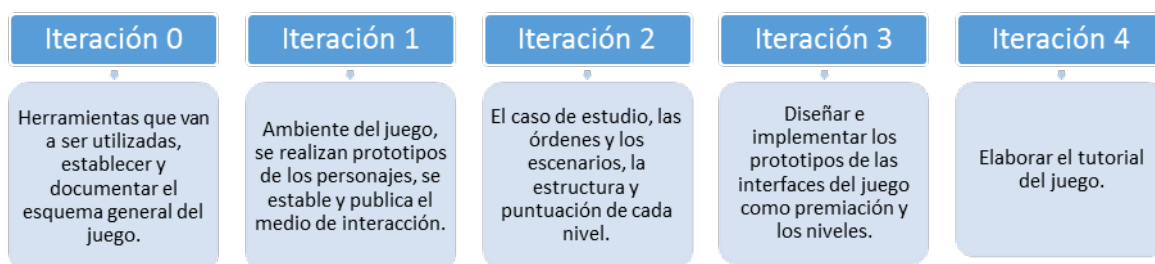 Iteración 0
Herramientas que van
a ser utilizadas,
establecer y
documentar el
esquema general del
juego.
Iteración 1
Ambiente del juego,
se realizan prototipos
de los personajes, se
estable y publica el
medio de interacción.
Iteración 2
El caso de estudio, las
órdenes y los
escenarios, la
estructura y
puntuación de cada
nivel.
Iteración 3
Diseñar e
implementar los
prototipos de las
interfaces del juego
como premiación y
los niveles.
Iteración 4
Elaborar el tutorial
del juego.